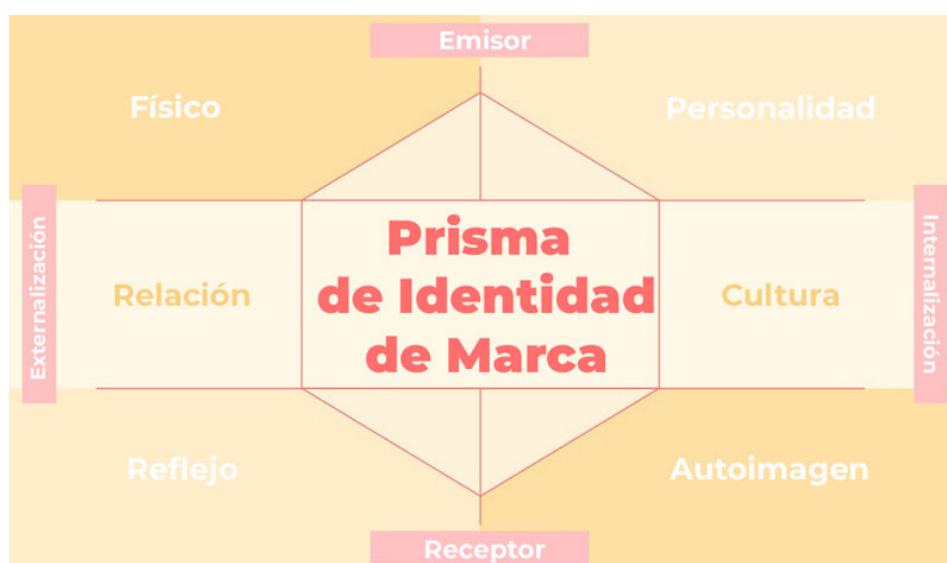 Emisor
Físico
Personalidad
Externalización
Relación
Prisma
de Identidad
de Marca
Cultura
Internalización
Reflejo
Autoimagen
Receptor